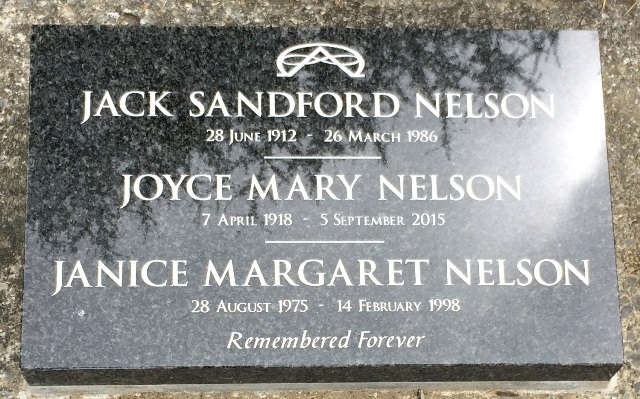 JACK SANDFORD NELSON
28 JUNE 1912 - 26 MARCH 1986
JOYCE MARY NELSON
7 APRIL 1918 - 5 SEPTEMBER 2015
JANICE MARGARET NELSON
28 AUGUST 1975 - 14 FEBRUARY 1998
Remembered Forever